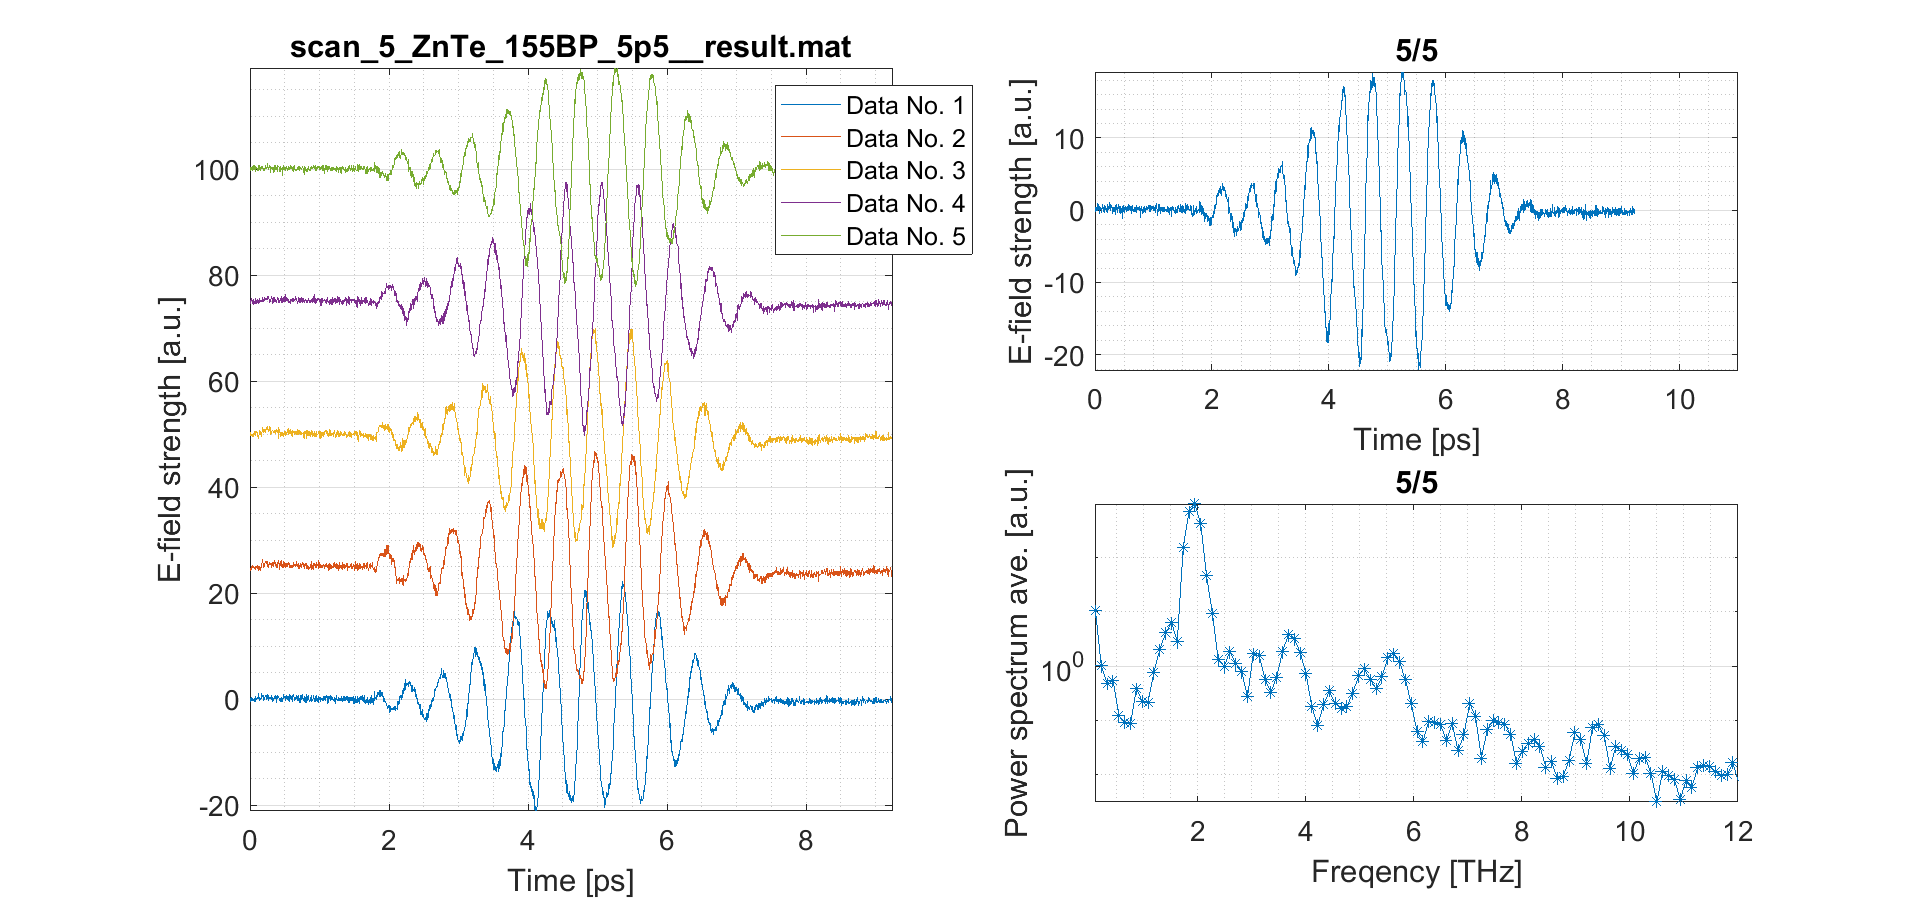 scan_5_ZnTe_155BP_5p5__result.mat
E-field strength [a.u.]
100
80
60
40
20
0
-20
0 2 4 6 8
Time [ps]
Data No. 1
Data No. 2
Data No. 3
Data No. 4
Data No. 5
5/5
E-field strength [a.u.]
10
0
-10
-20
0 2 4 6 8 10
Time [ps]
5/5
Power spectrum ave. [a.u.]
10^0
2 4 6 8 10 12
Freqency [THz]